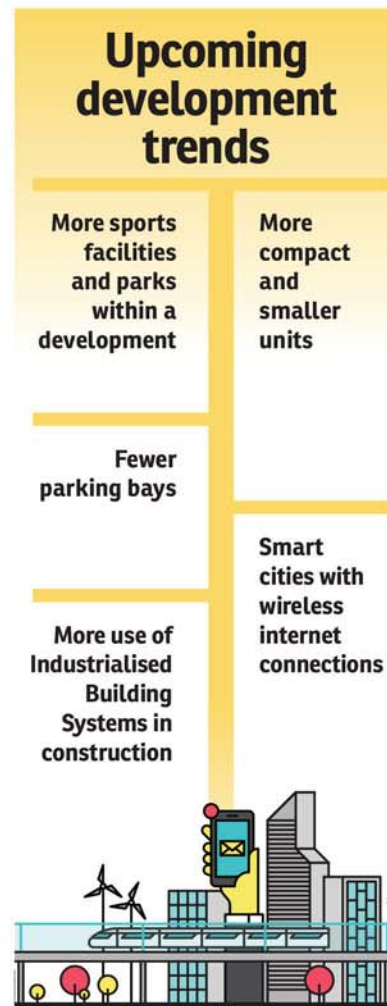 Upcoming
development
trends
More sports
facilities
and parks
within a
development
More
compact
and
smaller
units
Fewer
parking bays
Smart
cities with
wireless
internet
connections
More use of
Industrialised
Building
Systems in
construction